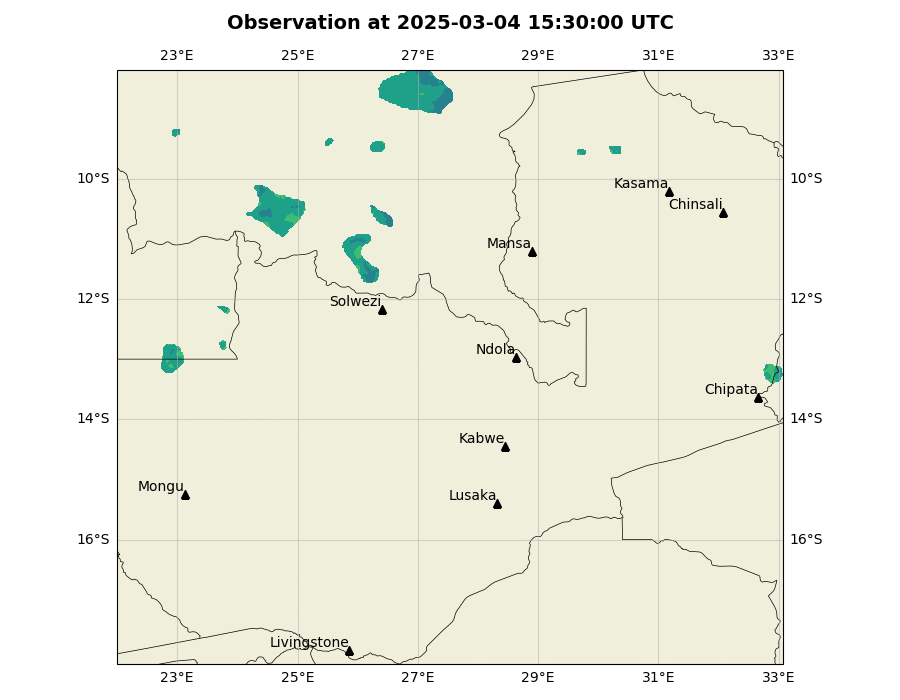 Observation at 2025-03-04 15:30:00 UTC
23°E 25°E 27°E 29°E 31°E 33°E
10°S 10°S
Kasama
Chinsali
Mansa
12°S 12°S
Solwezi
Ndola
Chipata
14°S 14°S
Kabwe
Mongu
Lusaka
16°S 16°S
Livingstone
23°E 25°E 27°E 29°E 31°E 33°E